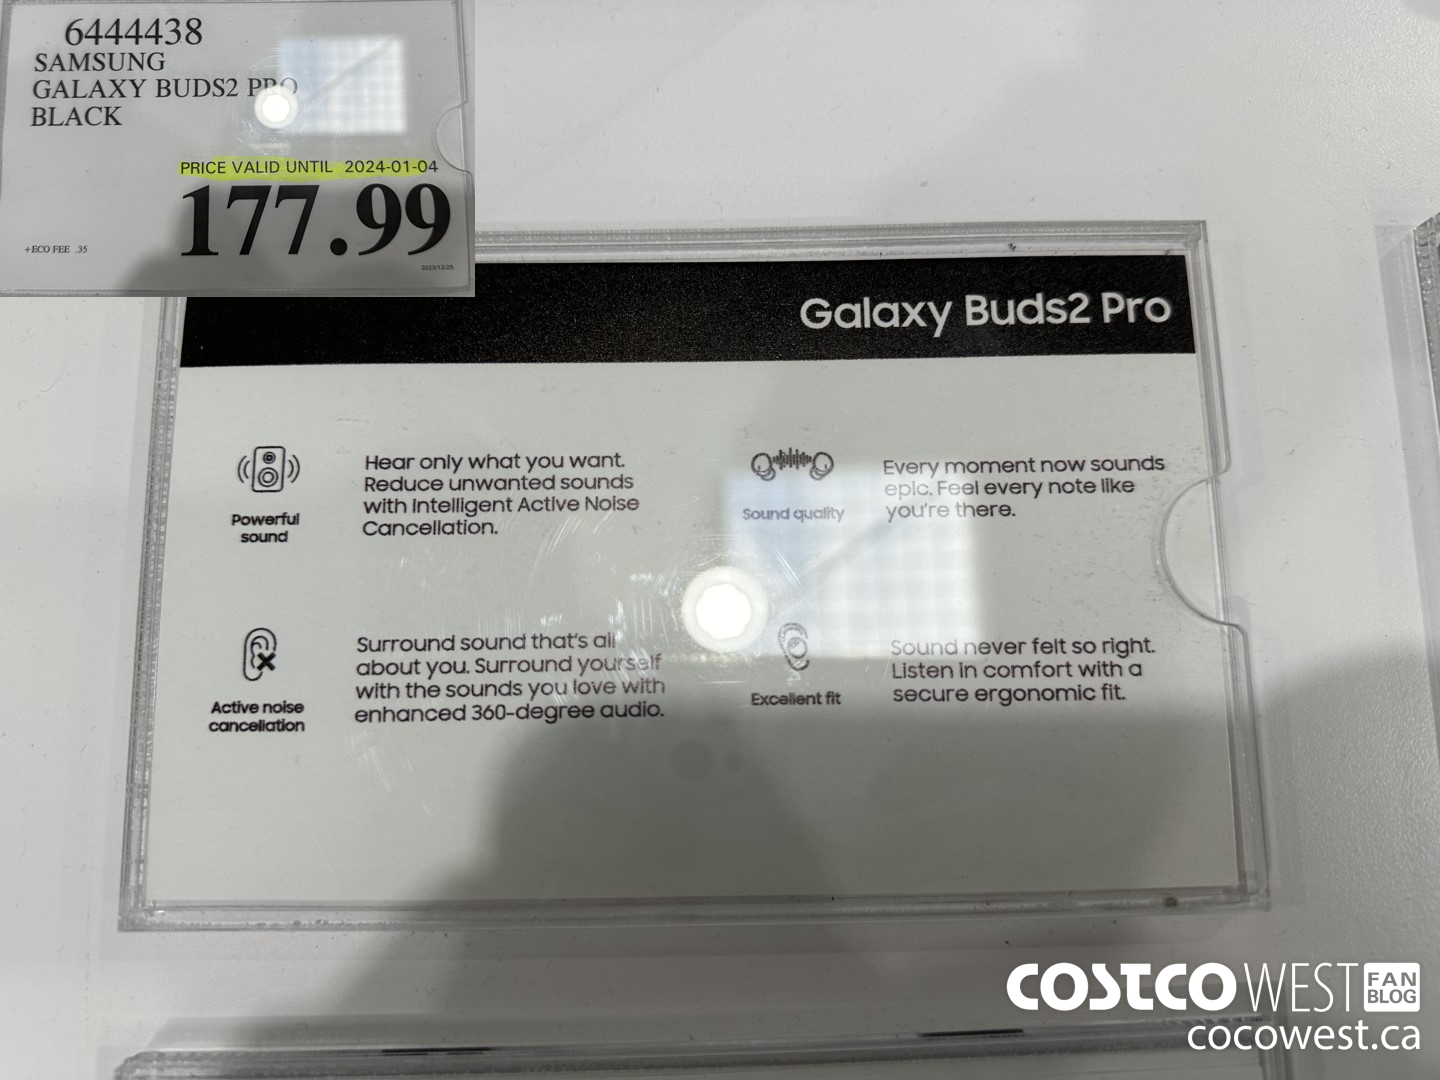 6444438
SAMSUNG
GALAXY BUDS2 PRO
BLACK
PRICE VALID UNTIL 2024-01-04
177.99
+ECO FEE .35
2023/12/25
Galaxy Buds2 Pro
Powerful
sound
Hear only what you want.
Reduce unwanted sounds
with Intelligent Active Noise
Cancellation.
Sound quality
Every moment now sounds
epic. Feel every note like
you're there.
Active noise
cancellation
Surround sound that's all
about you. Surround yourself
with the sounds you love with
enhanced 360-degree audio.
Excellent fit
Sound never felt so right.
Listen in comfort with a
secure ergonomic fit.
COSTCO WEST FAN BLOG
cocowest.ca